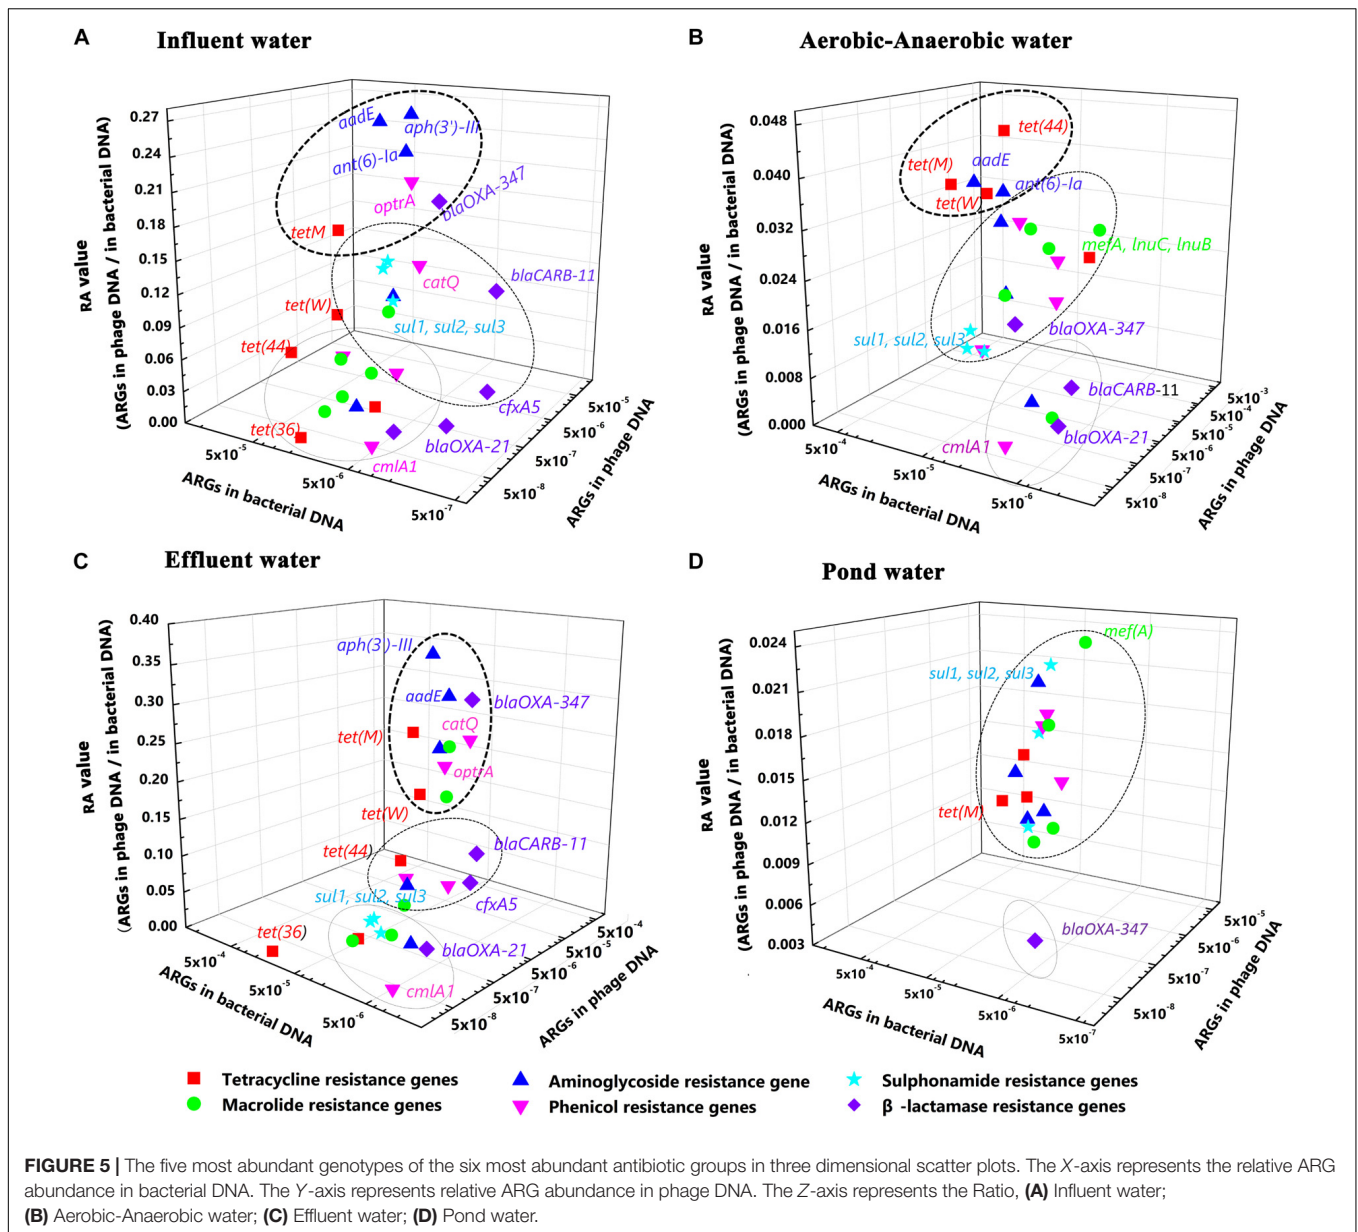 A Influent water
RA value
(ARGs in phage DNA / in bacterial DNA)
0.27
0.24
0.21
0.18
0.15
0.12
0.09
0.06
0.03
0.00
aadE
aph(3')-III
ant(6)-Ia
optrA
blaOXA-347
tetM
catQ
blaCARB-11
tet(W)
sul1, sul2, sul3
tet(44)
cfxA5
tet(36)
blaOXA-21
cmlA1
5x10-5
5x10-6
5x10-7
ARGs in bacterial DNA
5x10-8
5x10-7
5x10-6
5x10-5
ARGs in phage DNA
B Aerobic-Anaerobic water
RA value
(ARGs in phage DNA / in bacterial DNA)
0.048
0.040
0.032
0.024
0.016
0.008
0.000
tet(44)
tet(M)
aadE
ant(6)-Ia
tet(W)
mefA, lnuC, lnuB
blaOXA-347
sul1, sul2, sul3
blaCARB-11
blaOXA-21
cmlA1
5x10-4
5x10-5
5x10-6
ARGs in bacterial DNA
5x10-8
5x10-7
5x10-6
5x10-5
5x10-4
5x10-3
ARGs in phage DNA
C Effluent water
RA value
(ARGs in phage DNA / in bacterial DNA)
0.40
0.35
0.30
0.25
0.20
0.15
0.10
0.05
0.00
aph(3')-III
aadE
blaOXA-347
catQ
tet(M)
optrA
tet(W)
blaCARB-11
tet(44)
sul1, sul2, sul3
cfxA5
tet(36)
blaOXA-21
cmlA1
5x10-4
5x10-5
5x10-6
ARGs in bacterial DNA
5x10-8
5x10-7
5x10-6
5x10-5
5x10-4
ARGs in phage DNA
D Pond water
RA value
(ARGs in phage DNA / in bacterial DNA)
0.024
0.021
0.018
0.015
0.012
0.009
0.006
0.003
mef(A)
sul1, sul2, sul3
tet(M)
blaOXA-347
5x10-4
5x10-5
5x10-6
5x10-7
ARGs in bacterial DNA
5x10-8
5x10-7
5x10-6
5x10-5
ARGs in phage DNA
Tetracycline resistance genes
Aminoglycoside resistance gene
Sulphonamide resistance genes
Macrolide resistance genes
Phenicol resistance genes
β -lactamase resistance genes
FIGURE 5 | The five most abundant genotypes of the six most abundant antibiotic groups in three dimensional scatter plots. The X-axis represents the relative ARG
abundance in bacterial DNA. The Y-axis represents relative ARG abundance in phage DNA. The Z-axis represents the Ratio, (A) Influent water;
(B) Aerobic-Anaerobic water; (C) Effluent water; (D) Pond water.